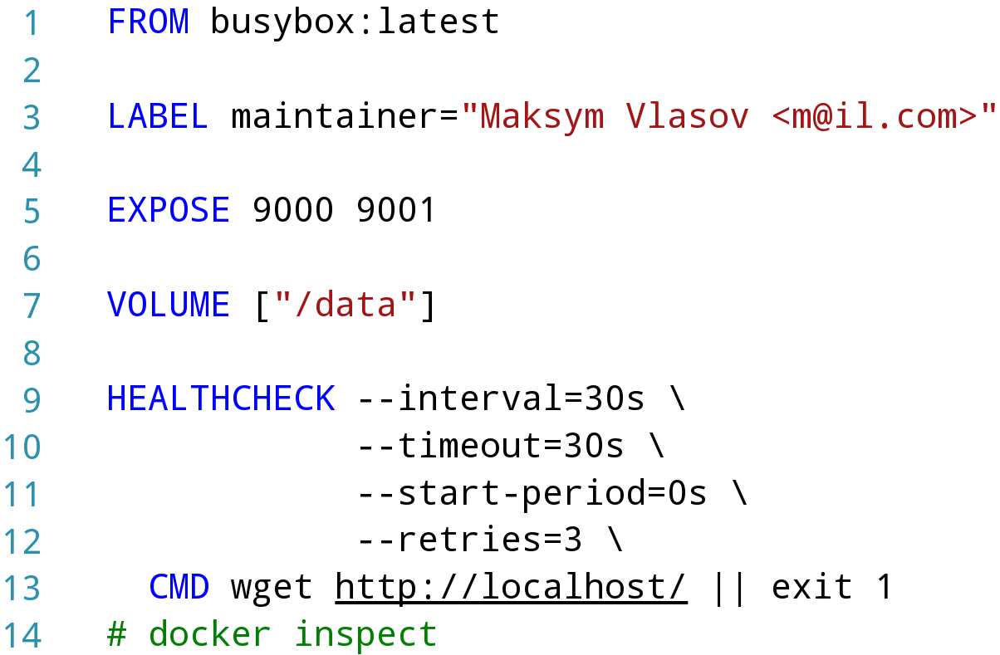 1 FROM busybox:latest
2
3 LABEL maintainer="Maksym Vlasov <m@il.com>"
4
5 EXPOSE 9000 9001
6
7 VOLUME ["/data"]
8
9 HEALTHCHECK --interval=30s \
10 --timeout=30s \
11 --start-period=0s \
12 --retries=3 \
13 CMD wget http://localhost/ || exit 1
14 # docker inspect